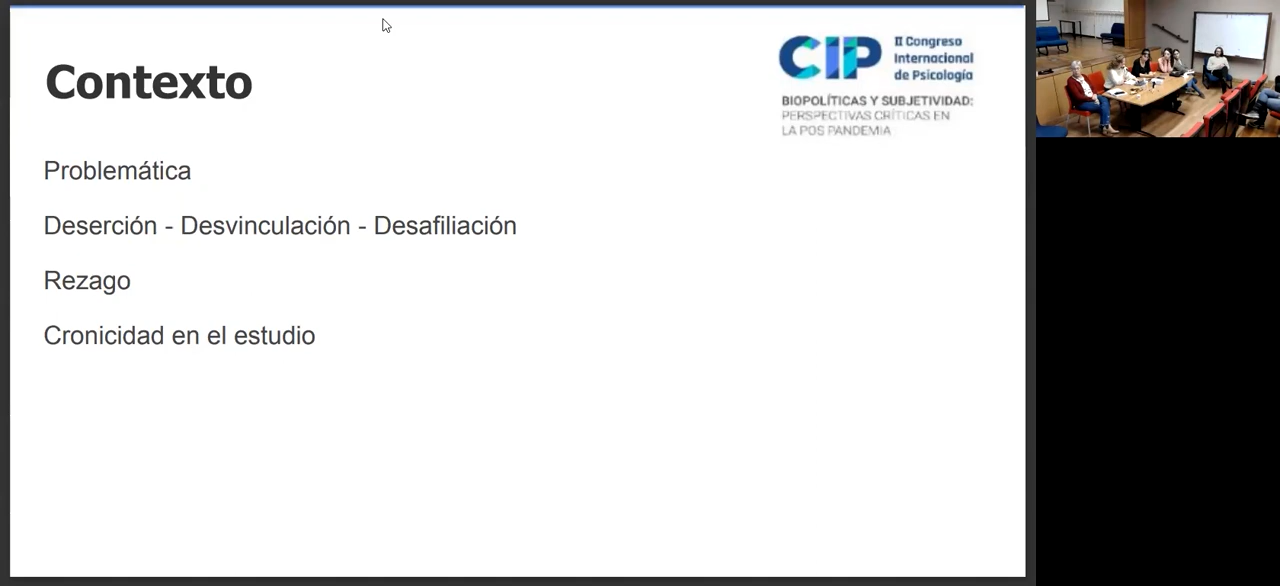 Contexto
CIP
II Congreso
Internacional
de Psicología
BIOPOLÍTICAS Y SUBJETIVIDAD:
PERSPECTIVAS CRÍTICAS EN
LA POS PANDEMIA
Problemática
Deserción - Desvinculación - Desafiliación
Rezago
Cronicidad en el estudio